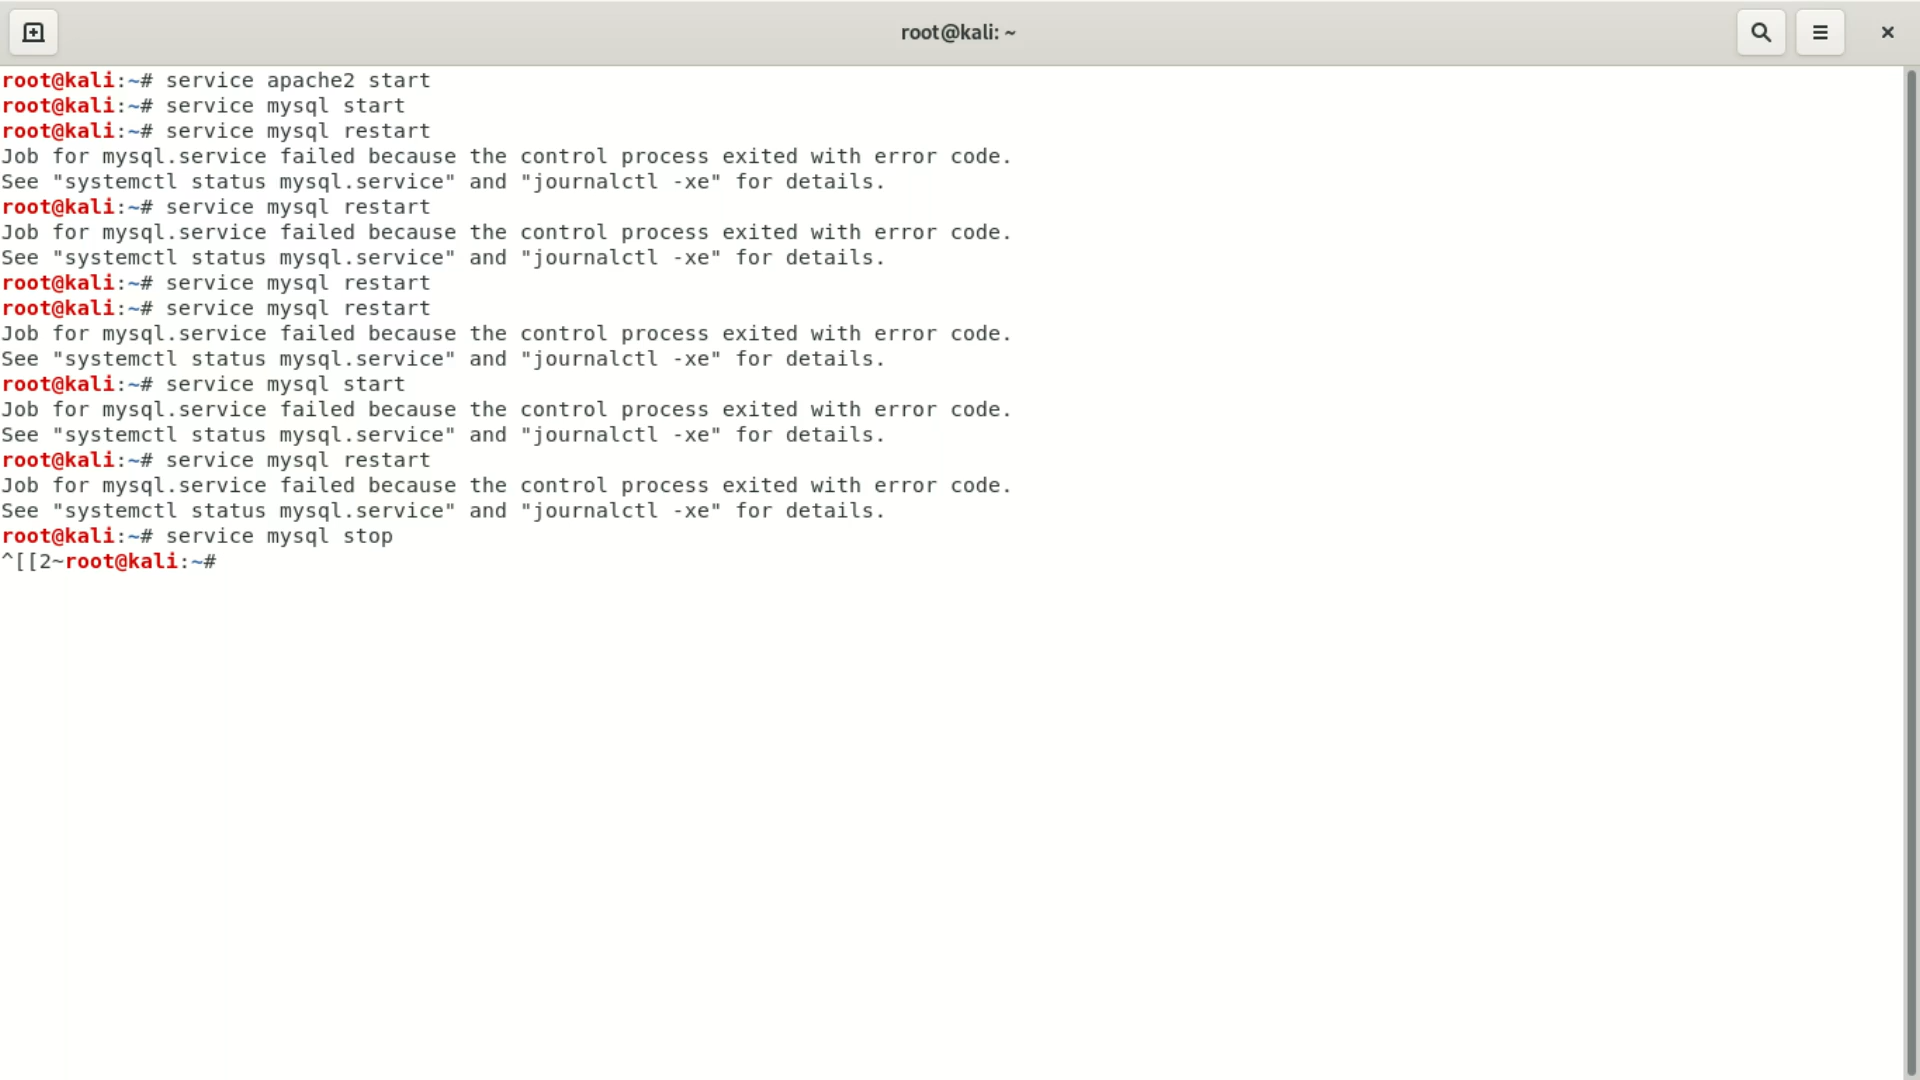 root@kali: ~
root@kali:~# service apache2 start
root@kali:~# service mysql start
root@kali:~# service mysql restart
Job for mysql.service failed because the control process exited with error code.
See "systemctl status mysql.service" and "journalctl -xe" for details.
root@kali:~# service mysql restart
Job for mysql.service failed because the control process exited with error code.
See "systemctl status mysql.service" and "journalctl -xe" for details.
root@kali:~# service mysql restart
root@kali:~# service mysql restart
Job for mysql.service failed because the control process exited with error code.
See "systemctl status mysql.service" and "journalctl -xe" for details.
root@kali:~# service mysql start
Job for mysql.service failed because the control process exited with error code.
See "systemctl status mysql.service" and "journalctl -xe" for details.
root@kali:~# service mysql restart
Job for mysql.service failed because the control process exited with error code.
See "systemctl status mysql.service" and "journalctl -xe" for details.
root@kali:~# service mysql stop
^[[2~root@kali:~#